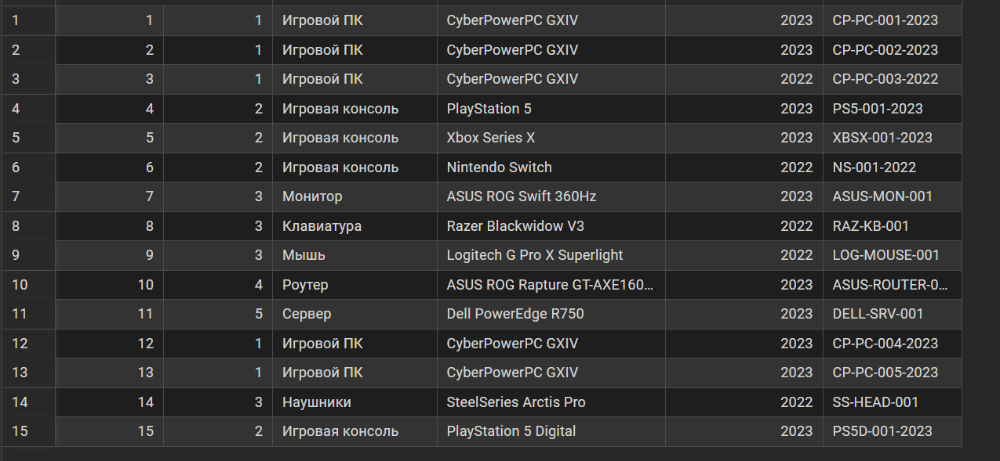 1 1 1 Игровой ПК CyberPowerPC GXIV 2023 CP-PC-001-2023
2 2 1 Игровой ПК CyberPowerPC GXIV 2023 CP-PC-002-2023
3 3 1 Игровой ПК CyberPowerPC GXIV 2022 CP-PC-003-2022
4 4 2 Игровая консоль PlayStation 5 2023 PS5-001-2023
5 5 2 Игровая консоль Xbox Series X 2023 XBSX-001-2023
6 6 2 Игровая консоль Nintendo Switch 2022 NS-001-2022
7 7 3 Монитор ASUS ROG Swift 360Hz 2023 ASUS-MON-001
8 8 3 Клавиатура Razer Blackwidow V3 2022 RAZ-KB-001
9 9 3 Мышь Logitech G Pro X Superlight 2022 LOG-MOUSE-001
10 10 4 Роутер ASUS ROG Rapture GT-AXE160... 2023 ASUS-ROUTER-0...
11 11 5 Сервер Dell PowerEdge R750 2023 DELL-SRV-001
12 12 1 Игровой ПК CyberPowerPC GXIV 2023 CP-PC-004-2023
13 13 1 Игровой ПК CyberPowerPC GXIV 2023 CP-PC-005-2023
14 14 3 Наушники SteelSeries Arctis Pro 2022 SS-HEAD-001
15 15 2 Игровая консоль PlayStation 5 Digital 2023 PS5D-001-2023